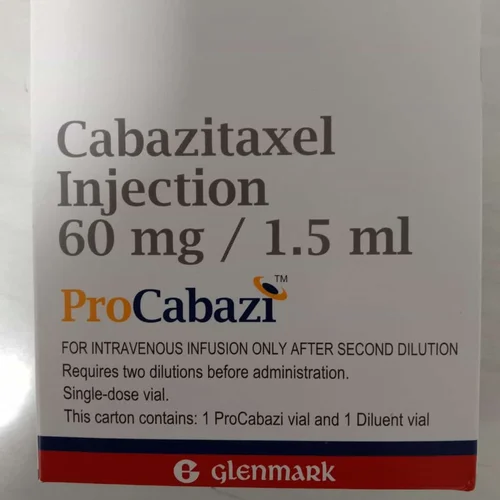 Cabazitaxel
Injection
60 mg / 1.5 ml
ProCabazi™
FOR INTRAVENOUS INFUSION ONLY AFTER SECOND DILUTION
Requires two dilutions before administration.
Single-dose vial.
This carton contains: 1 ProCabazi vial and 1 Diluent vial
glenmark